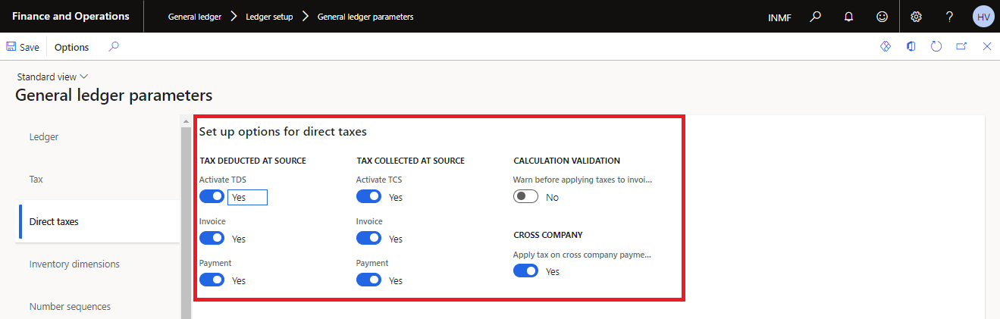 Finance and Operations
General ledger
Ledger setup
General ledger parameters
INMF
?
HV
Save
Options
Standard view
General ledger parameters
Ledger
Tax
Direct taxes
Inventory dimensions
Number sequences
Set up options for direct taxes
TAX DEDUCTED AT SOURCE
Activate TDS
Yes
Invoice
Yes
Payment
Yes
TAX COLLECTED AT SOURCE
Activate TCS
Yes
Invoice
Yes
Payment
Yes
CALCULATION VALIDATION
Warn before applying taxes to invoi...
No
CROSS COMPANY
Apply tax on cross company payme...
Yes